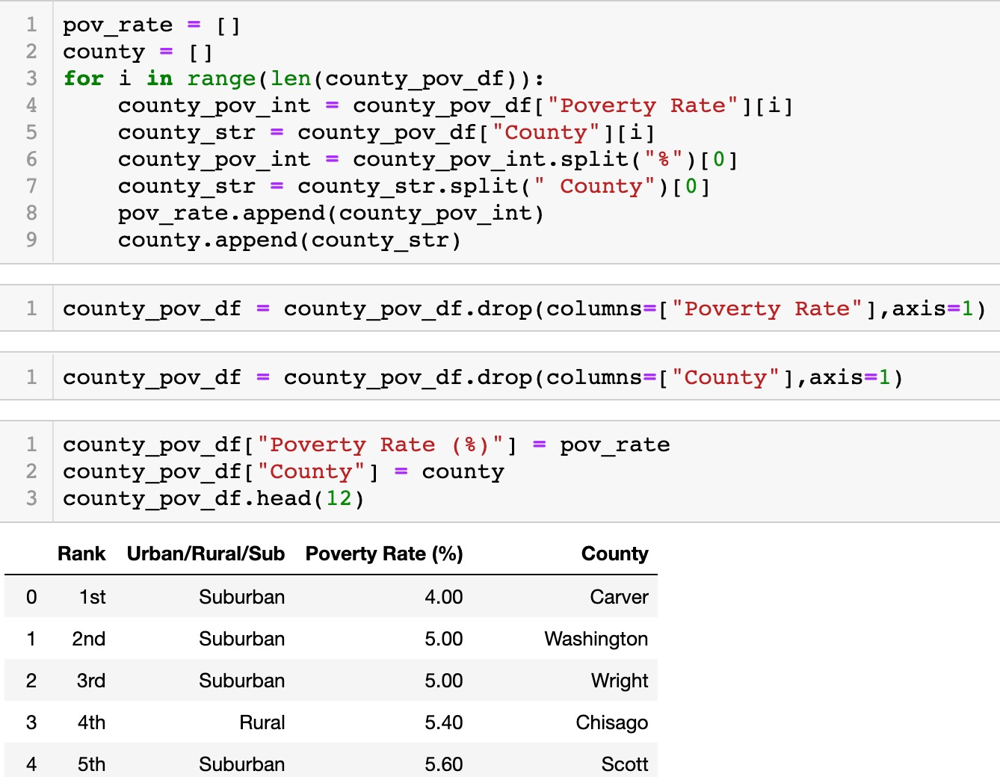 1 pov_rate = []
2 county = []
3 for i in range(len(county_pov_df)):
4     county_pov_int = county_pov_df["Poverty Rate"][i]
5     county_str = county_pov_df["County"][i]
6     county_pov_int = county_pov_int.split("%")[0]
7     county_str = county_str.split(" County")[0]
8     pov_rate.append(county_pov_int)
9     county.append(county_str)
1 county_pov_df = county_pov_df.drop(columns=["Poverty Rate"],axis=1)
1 county_pov_df = county_pov_df.drop(columns=["County"],axis=1)
1 county_pov_df["Poverty Rate (%)"] = pov_rate
2 county_pov_df["County"] = county
3 county_pov_df.head(12)
Rank Urban/Rural/Sub Poverty Rate (%) County
0 1st Suburban 4.00 Carver
1 2nd Suburban 5.00 Washington
2 3rd Suburban 5.00 Wright
3 4th Rural 5.40 Chisago
4 5th Suburban 5.60 Scott